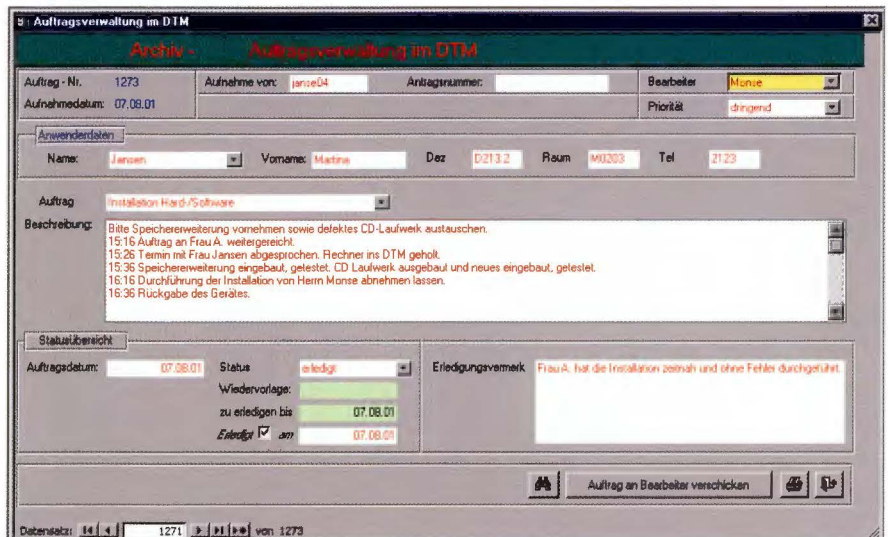 Auftragsverwaltung im DTM
Archiv - Auftragsverwaltung im DTM
Auftrag - Nr. 1273 Aufnahme von: janse04 Antragsnummer: Bearbeiter Monse
Aufnahmedatum: 07.08.01 Priorität dringend
Anwenderdaten
Name: Jansen Vorname: Martina Dez D213.2 Raum M0203 Tel 2123
Auftrag Installation Hard-/Software
Beschreibung: Bitte Speichererweiterung vornehmen sowie defektes CD-Laufwerk austauschen.
15:16 Auftrag an Frau A. weitergereicht.
15:26 Termin mit Frau Jansen abgesprochen. Rechner ins DTM geholt.
15:36 Speichererweiterung eingebaut, getestet. CD Laufwerk ausgebaut und neues eingebaut, getestet.
16:16 Durchführung der Installation von Herrn Monse abnehmen lassen.
16:36 Rückgabe des Gerätes.
Statusübersicht
Auftragsdatum: 07.08.01 Status erledigt Erledigungsvermerk Frau A. hat die Installation zeitnah und ohne Fehler durchgeführt.
Wiedervorlage:
zu erledigen bis 07.08.01
Erledigt am 07.08.01
Auftrag an Bearbeiter verschicken
Datensatz: 1271 von 1273